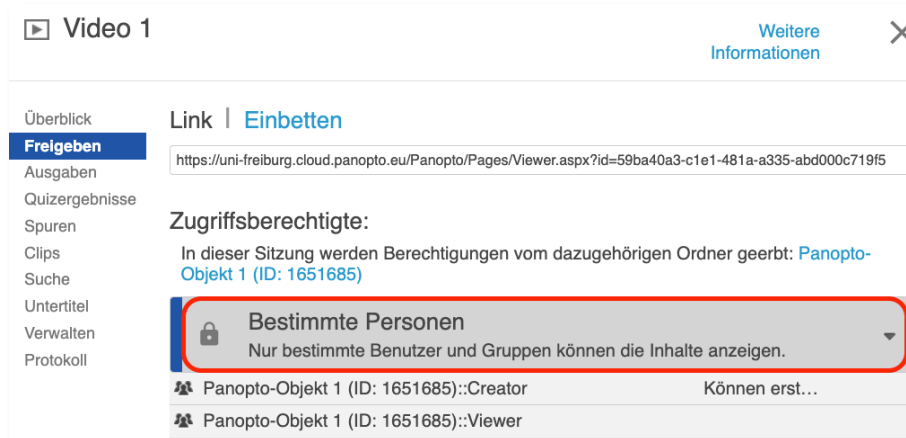 Video 1
Weitere
Informationen
Überblick
Freigeben
Ausgaben
Quizergebnisse
Spuren
Clips
Suche
Untertitel
Verwalten
Protokoll
Link | Einbetten
https://uni-freiburg.cloud.panopto.eu/Panopto/Pages/Viewer.aspx?id=59ba40a3-c1e1-481a-a335-abd000c719f5
Zugriffsberechtigte:
In dieser Sitzung werden Berechtigungen vom dazugehörigen Ordner geerbt: Panopto-
Objekt 1 (ID: 1651685)
Bestimmte Personen
Nur bestimmte Benutzer und Gruppen können die Inhalte anzeigen.
Panopto-Objekt 1 (ID: 1651685)::Creator Können erst…
Panopto-Objekt 1 (ID: 1651685)::Viewer